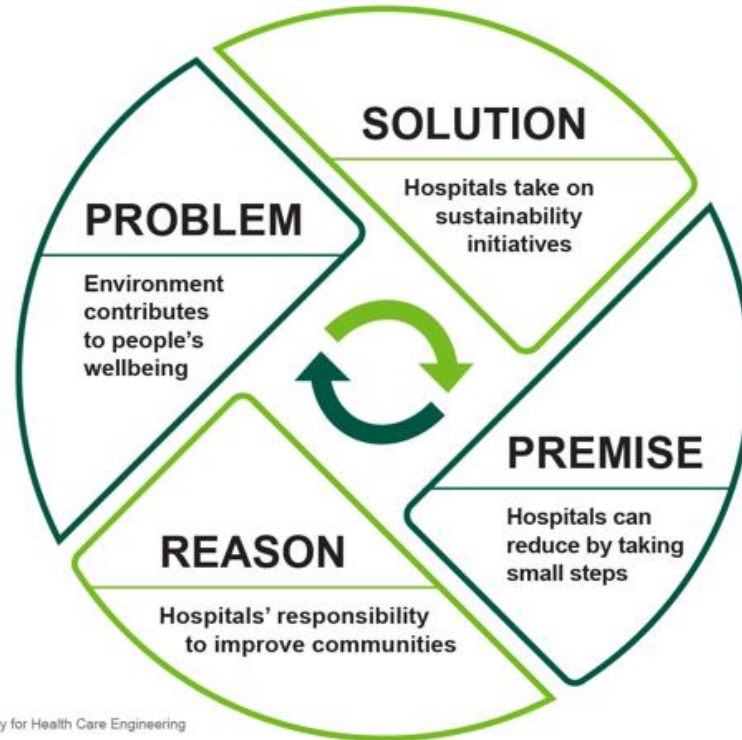 SOLUTION
Hospitals take on
sustainability
initiatives
PROBLEM
Environment
contributes
to people's
wellbeing
PREMISE
Hospitals can
reduce by taking
small steps
REASON
Hospitals' responsibility
to improve communities
for Health Care Engineering